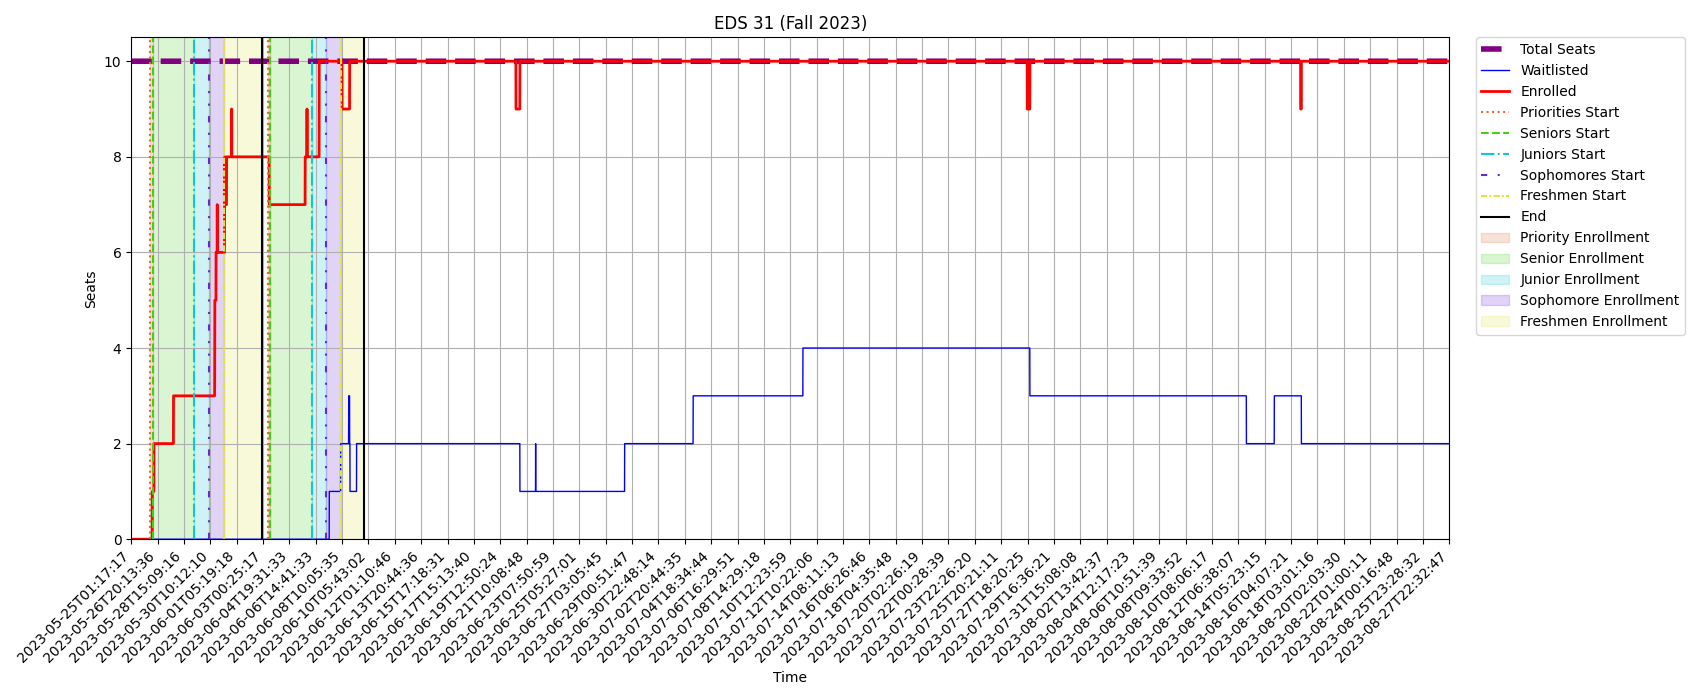 EDS 31 (Fall 2023)
Seats
10
8
6
4
2
0
2023-05-25T01:17:17
2023-05-26T20:13:36
2023-05-28T15:09:16
2023-05-30T10:12:10
2023-06-01T05:19:18
2023-06-03T00:25:17
2023-06-04T19:31:33
2023-06-06T14:41:33
2023-06-08T10:05:35
2023-06-10T05:43:02
2023-06-12T01:10:46
2023-06-13T20:44:36
2023-06-15T17:18:31
2023-06-17T15:13:40
2023-06-19T12:50:24
2023-06-21T10:08:48
2023-06-23T07:50:59
2023-06-25T05:27:01
2023-06-27T03:05:45
2023-06-29T00:51:47
2023-06-30T22:48:14
2023-07-02T20:44:35
2023-07-04T18:34:44
2023-07-06T16:29:51
2023-07-08T14:29:18
2023-07-10T12:23:59
2023-07-12T10:22:06
2023-07-14T08:11:13
2023-07-16T06:26:46
2023-07-18T04:35:48
2023-07-20T02:26:19
2023-07-22T00:28:39
2023-07-23T22:26:20
2023-07-25T20:21:11
2023-07-27T18:20:25
2023-07-29T16:36:21
2023-07-31T15:08:08
2023-08-02T13:42:37
2023-08-04T12:17:23
2023-08-06T10:51:39
2023-08-08T09:33:52
2023-08-10T08:06:17
2023-08-12T06:38:07
2023-08-14T05:23:15
2023-08-16T04:07:21
2023-08-18T03:01:16
2023-08-20T02:03:30
2023-08-22T01:00:11
2023-08-24T00:16:48
2023-08-25T23:28:32
2023-08-27T22:32:47
Time
Total Seats
Waitlisted
Enrolled
Priorities Start
Seniors Start
Juniors Start
Sophomores Start
Freshmen Start
End
Priority Enrollment
Senior Enrollment
Junior Enrollment
Sophomore Enrollment
Freshmen Enrollment